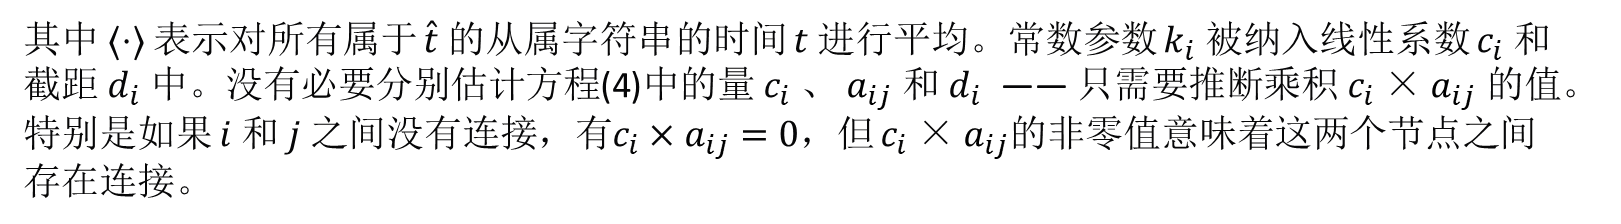 其中 ⟨·⟩ 表示对所有属于 t̂ 的从属字符串的时间 t 进行平均。常数参数 kᵢ 被纳入线性系数 cᵢ 和
截距 dᵢ 中。没有必要分别估计方程(4)中的量 cᵢ 、 aᵢⱼ 和 dᵢ —— 只需要推断乘积 cᵢ × aᵢⱼ 的值。
特别是如果 i 和 j 之间没有连接，有cᵢ × aᵢⱼ = 0，但 cᵢ × aᵢⱼ的非零值意味着这两个节点之间
存在连接。